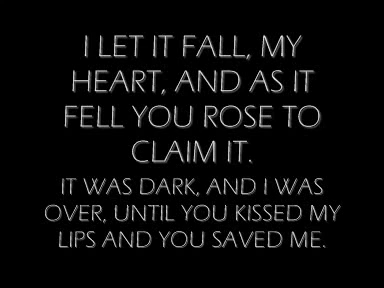 I LET IT FALL, MY
HEART, AND AS IT
FELL YOU ROSE TO
CLAIM IT.
IT WAS DARK, AND I WAS
OVER, UNTIL YOU KISSED MY
LIPS AND YOU SAVED ME.